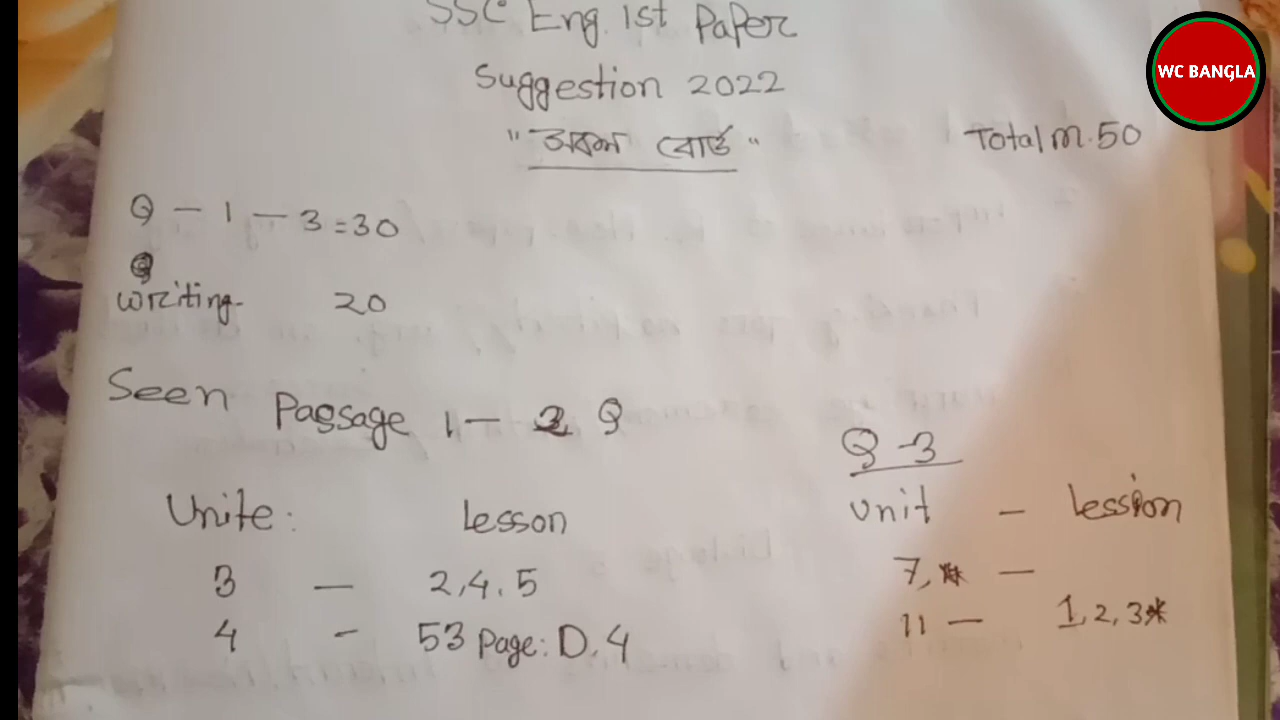 SSC Eng. 1st Paper
Suggestion 2022
"সকল বোর্ড"
Total m. 50
WC BANGLA
Q - 1 - 3 = 30
Writing- 20
Seen Passage 1 - 2 Q
Unite: lesson
3 - 2,4.5
4 - 53 Page: D.4
Q -3
Unit - lession
7, * -
11 - 1, 2, 3*